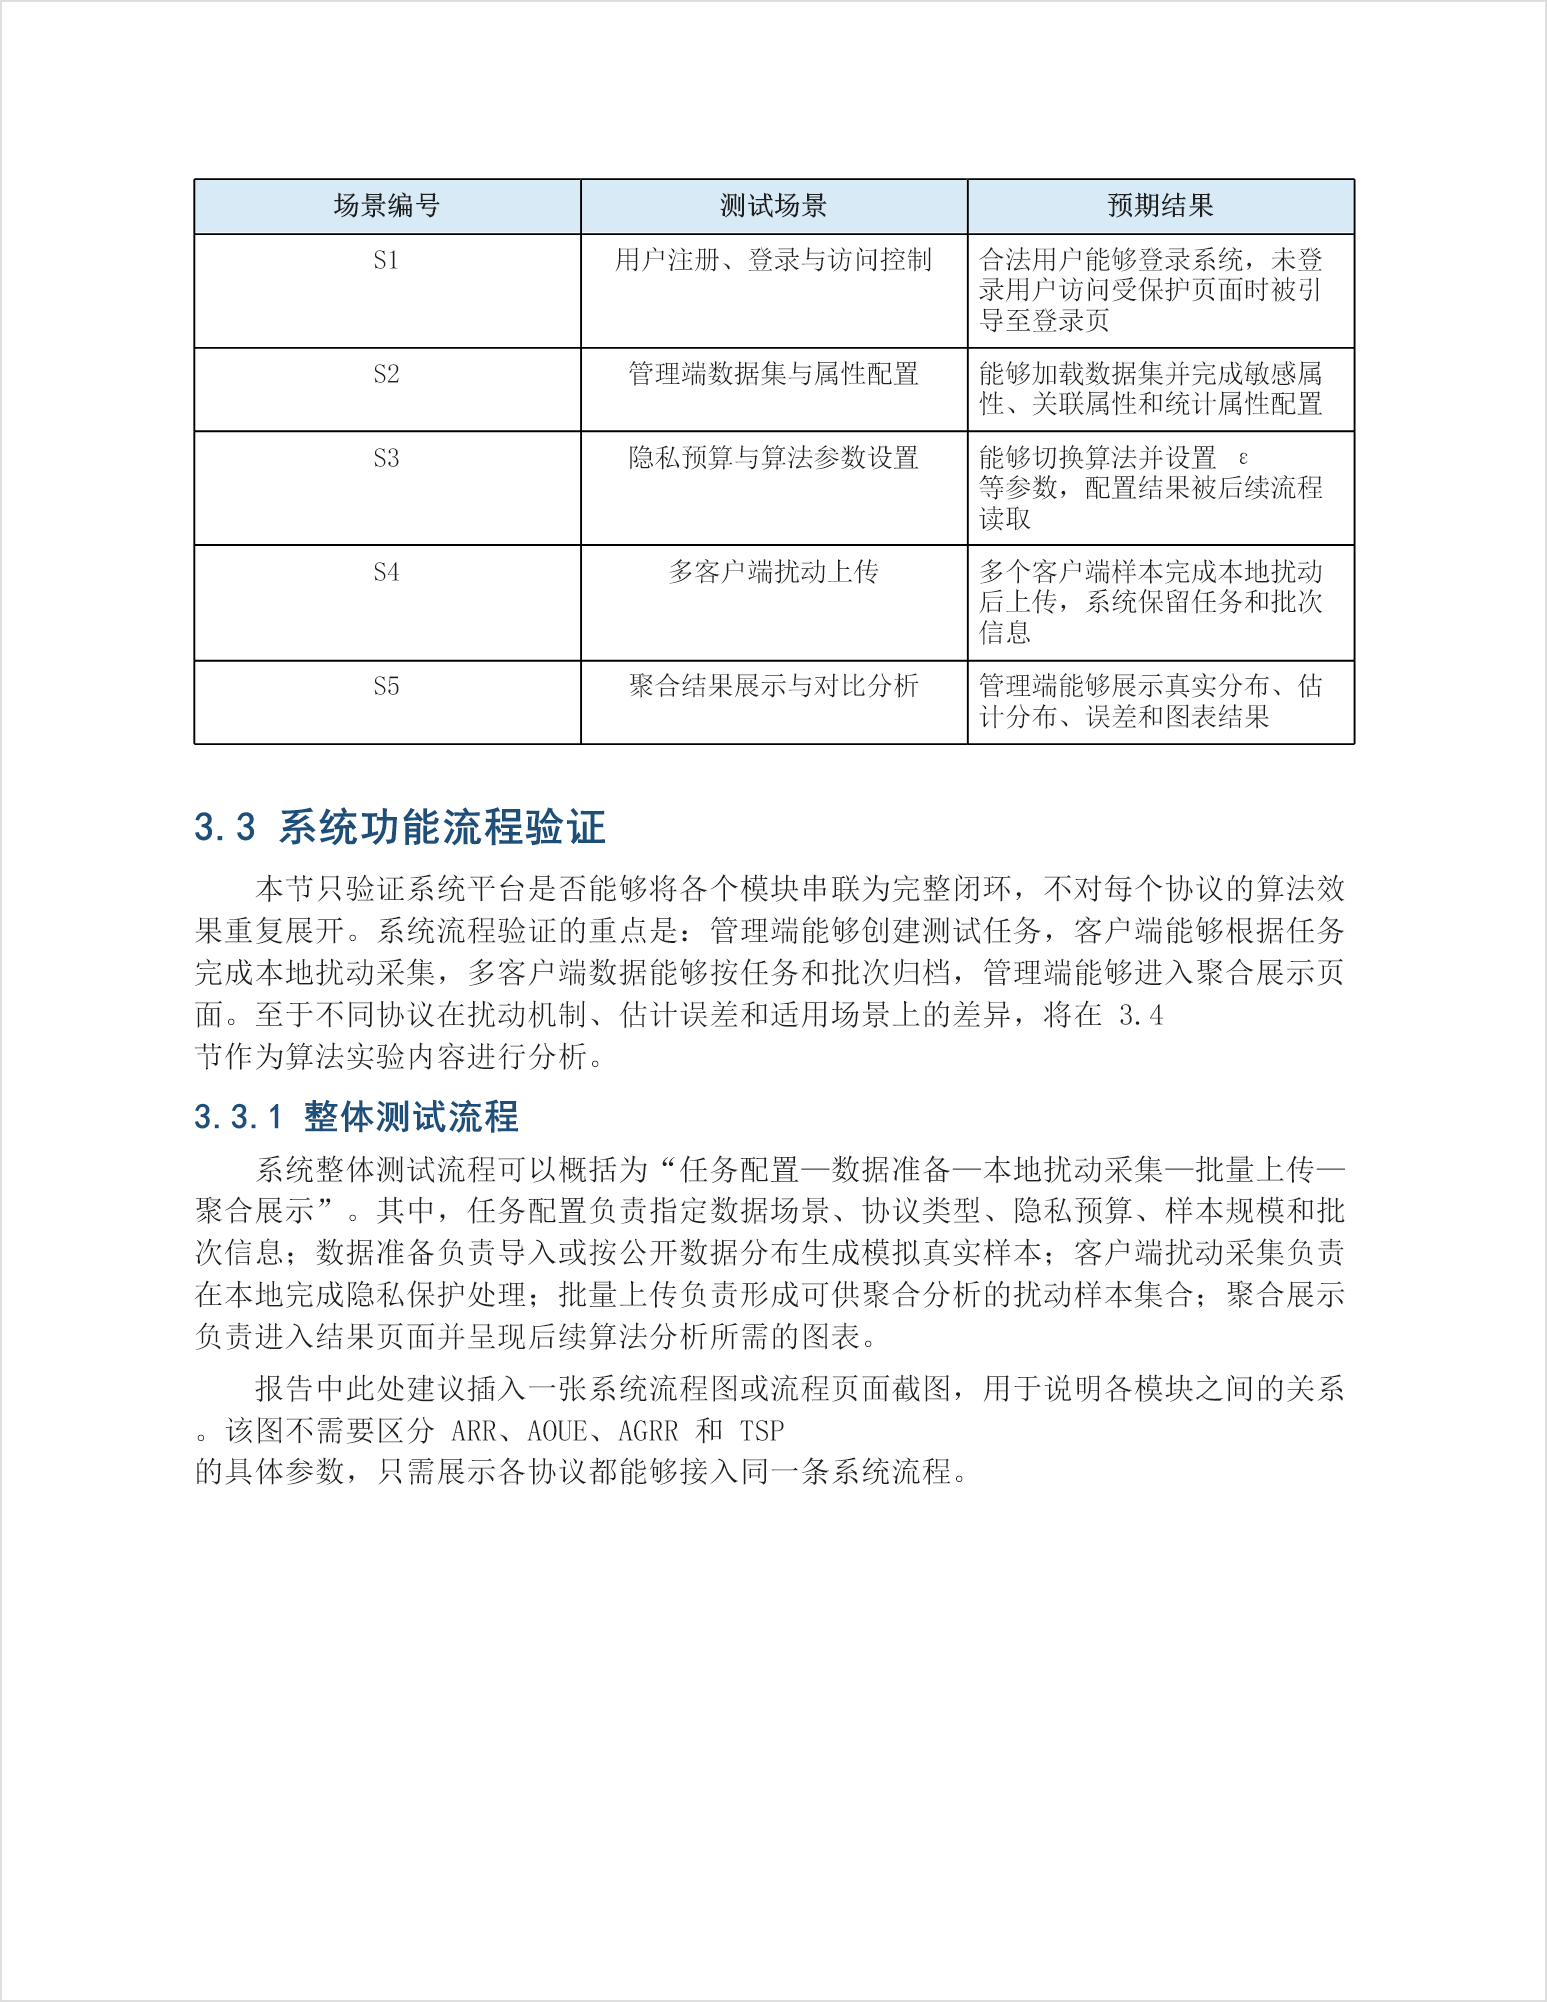 场景编号 测试场景 预期结果
S1 用户注册、登录与访问控制 合法用户能够登录系统，未登
录用户访问受保护页面时被引
导至登录页
S2 管理端数据集与属性配置 能够加载数据集并完成敏感属
性、关联属性和统计属性配置
S3 隐私预算与算法参数设置 能够切换算法并设置 ε
等参数，配置结果被后续流程
读取
S4 多客户端扰动上传 多个客户端样本完成本地扰动
后上传，系统保留任务和批次
信息
S5 聚合结果展示与对比分析 管理端能够展示真实分布、估
计分布、误差和图表结果
3.3 系统功能流程验证
本节只验证系统平台是否能够将各个模块串联为完整闭环，不对每个协议的算法效
果重复展开。系统流程验证的重点是：管理端能够创建测试任务，客户端能够根据任务
完成本地扰动采集，多客户端数据能够按任务和批次归档，管理端能够进入聚合展示页
面。至于不同协议在扰动机制、估计误差和适用场景上的差异，将在 3.4
节作为算法实验内容进行分析。
3.3.1 整体测试流程
系统整体测试流程可以概括为“任务配置—数据准备—本地扰动采集—批量上传—
聚合展示”。其中，任务配置负责指定数据场景、协议类型、隐私预算、样本规模和批
次信息；数据准备负责导入或按公开数据分布生成模拟真实样本；客户端扰动采集负责
在本地完成隐私保护处理；批量上传负责形成可供聚合分析的扰动样本集合；聚合展示
负责进入结果页面并呈现后续算法分析所需的图表。
报告中此处建议插入一张系统流程图或流程页面截图，用于说明各模块之间的关系
。该图不需要区分 ARR、AOUE、AGRR 和 TSP
的具体参数，只需展示各协议都能够接入同一条系统流程。